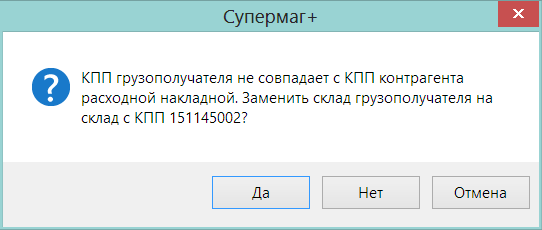 Супермаг+
КПП грузополучателя не совпадает с КПП контрагента
расходной накладной. Заменить склад грузополучателя на
склад с КПП 151145002?
Да
Нет
Отмена